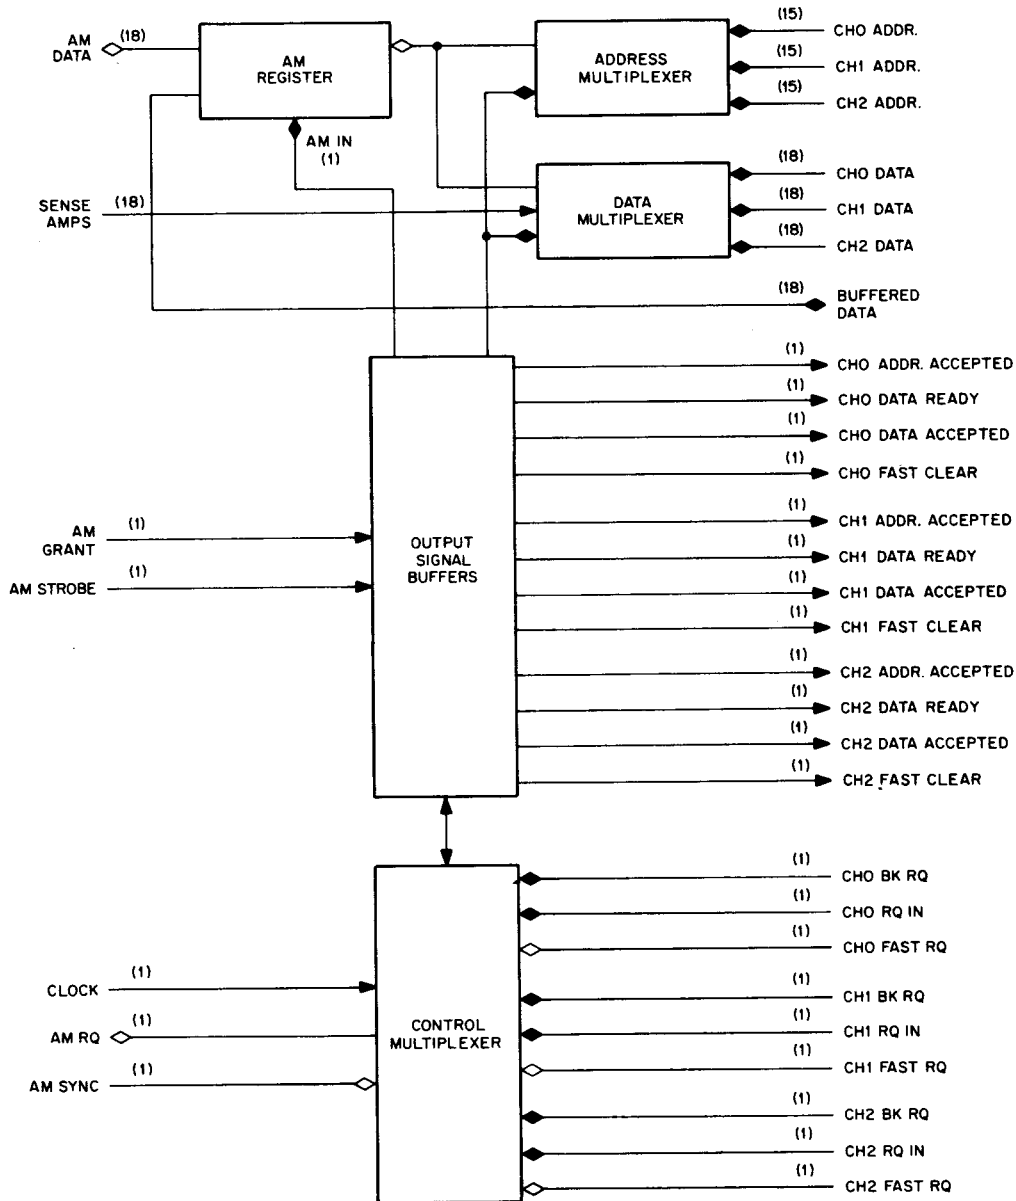 AM
DATA
(18)
AM
REGISTER
ADDRESS
MULTIPLEXER
(15)
CH0 ADDR.
(15)
CH1 ADDR.
(15)
CH2 ADDR.
AM IN
(1)
SENSE
AMPS
(18)
DATA
MULTIPLEXER
(18)
CH0 DATA
(18)
CH1 DATA
(18)
CH2 DATA
(18)
BUFFERED
DATA
AM
GRANT
(1)
AM STROBE
(1)
OUTPUT
SIGNAL
BUFFERS
(1)
CH0 ADDR. ACCEPTED
(1)
CH0 DATA READY
(1)
CH0 DATA ACCEPTED
(1)
CH0 FAST CLEAR
(1)
CH1 ADDR. ACCEPTED
(1)
CH1 DATA READY
(1)
CH1 DATA ACCEPTED
(1)
CH1 FAST CLEAR
(1)
CH2 ADDR. ACCEPTED
(1)
CH2 DATA READY
(1)
CH2 DATA ACCEPTED
(1)
CH2 FAST CLEAR
CLOCK
(1)
AM RQ
(1)
AM SYNC
(1)
CONTROL
MULTIPLEXER
(1)
CH0 BK RQ
(1)
CH0 RQ IN
(1)
CH0 FAST RQ
(1)
CH1 BK RQ
(1)
CH1 RQ IN
(1)
CH1 FAST RQ
(1)
CH2 BK RQ
(1)
CH2 RQ IN
(1)
CH2 FAST RQ